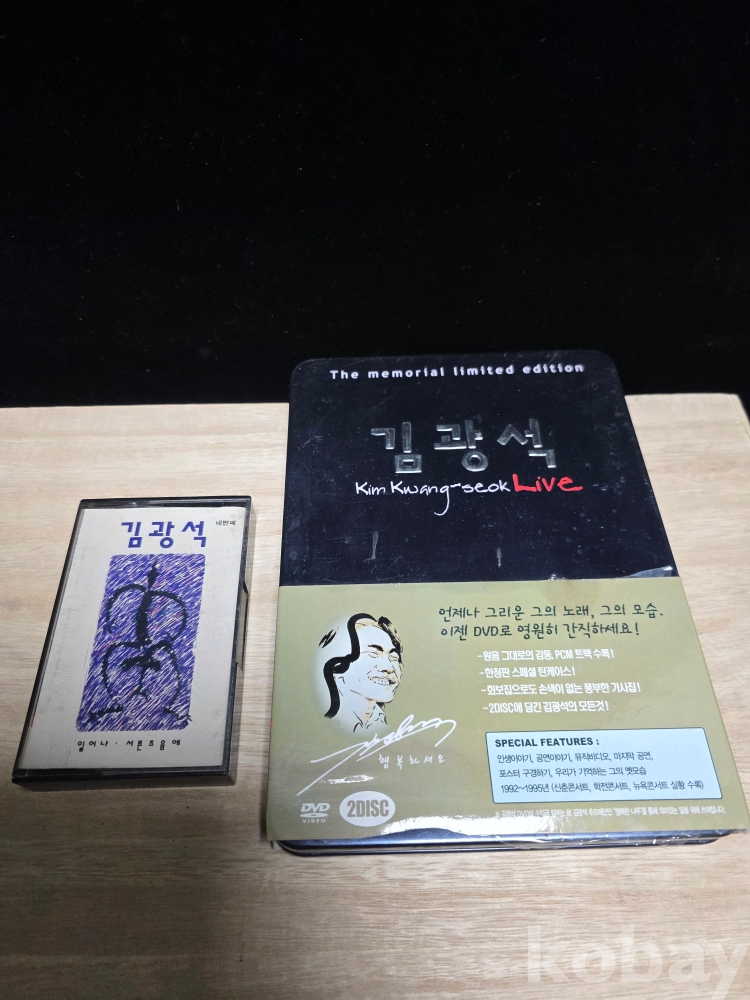 The memorial limited edition
김광석
Kim Kwang-seok Live
김광석 네번째
일어나 · 서른즈음에
언제나 그리운 그의 노래, 그의 모습.
이젠 DVD로 영원히 간직하세요!
-원음 그대로의 감동, PCM 트랙 수록!
-한정판 스페셜 틴케이스!
-화보집으로도 손색이 없는 풍부한 가사집!
-2DISC에 담긴 김광석의 모든것!
행복하세요
SPECIAL FEATURES :
인생이야기, 공연이야기, 뮤직비디오, 마지막 공연,
포스터 구경하기, 우리가 기억하는 그의 옛모습
1992~1995년 (신춘콘서트, 학전콘서트, 뉴욕콘서트 실황 수록)
DVD VIDEO
2DISC
kobay